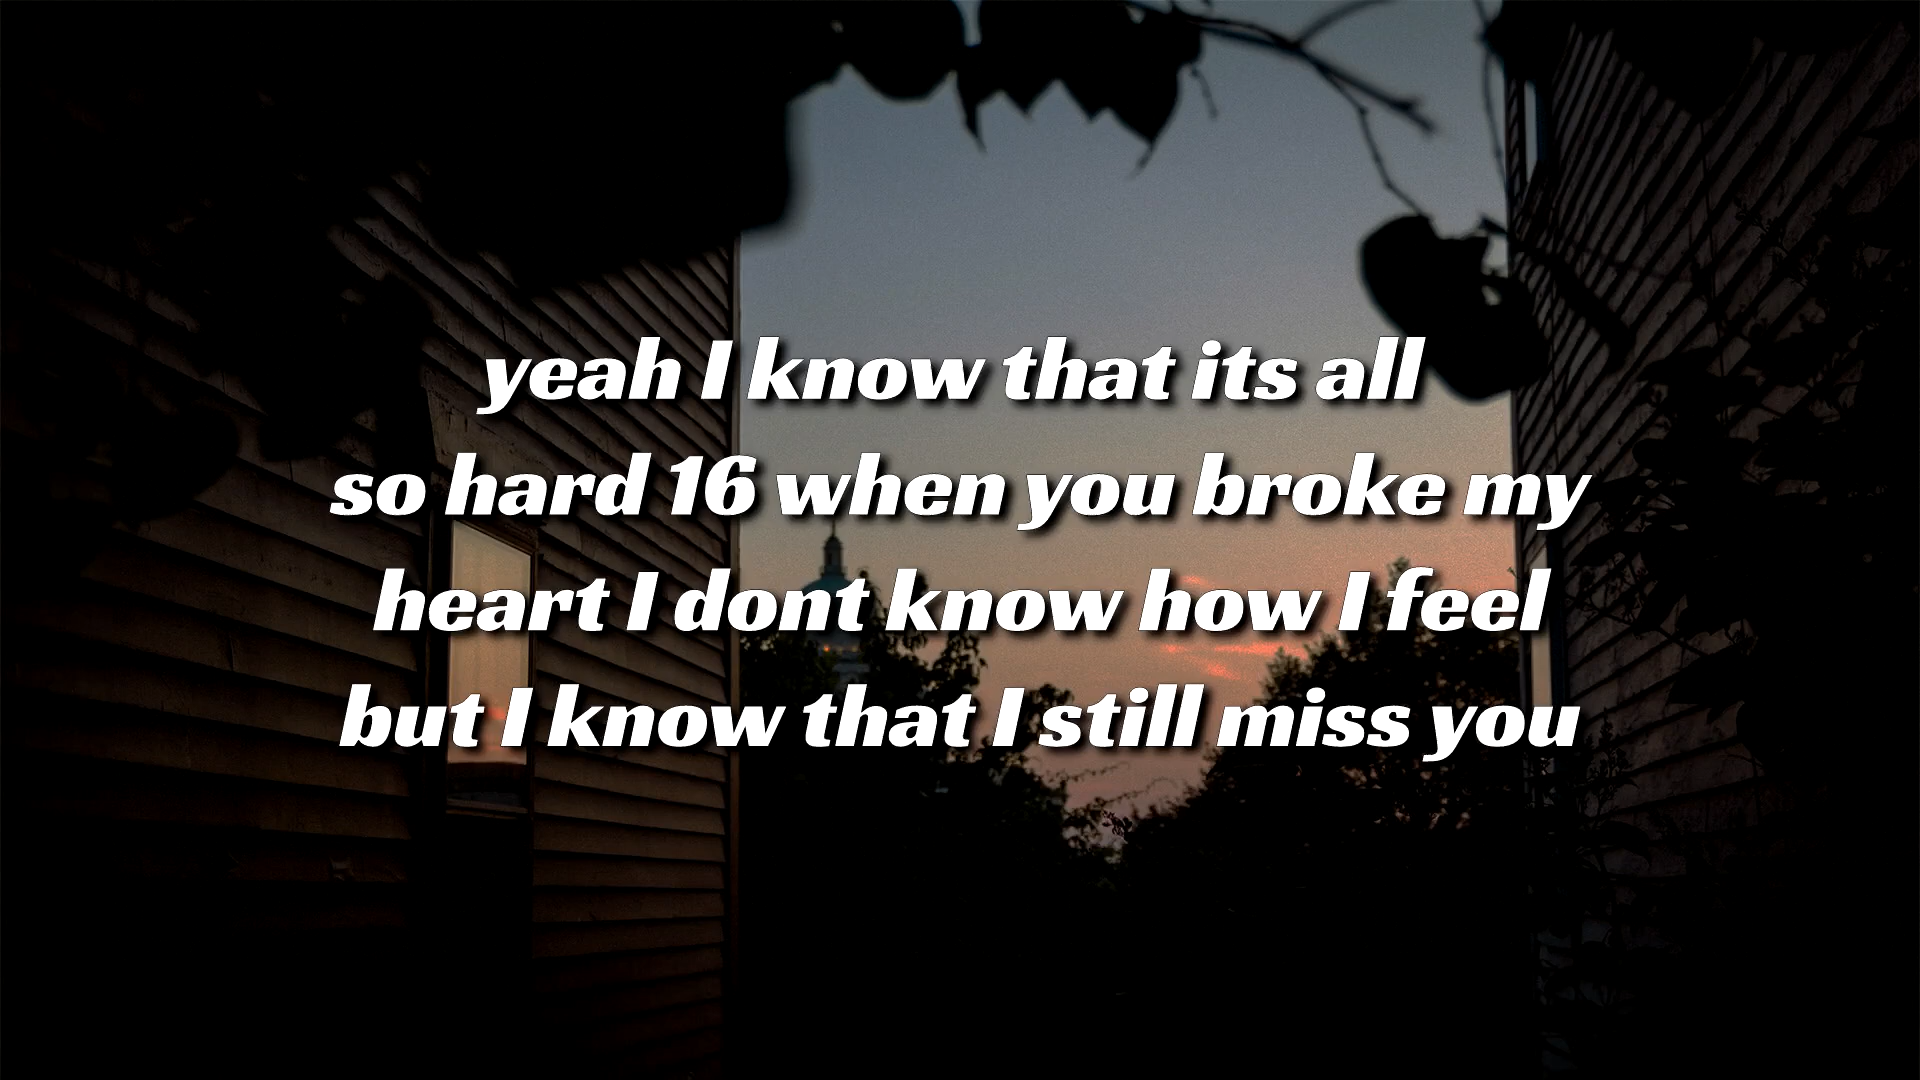 yeah I know that its all
so hard 16 when you broke my
heart I dont know how I feel
but I know that I still miss you